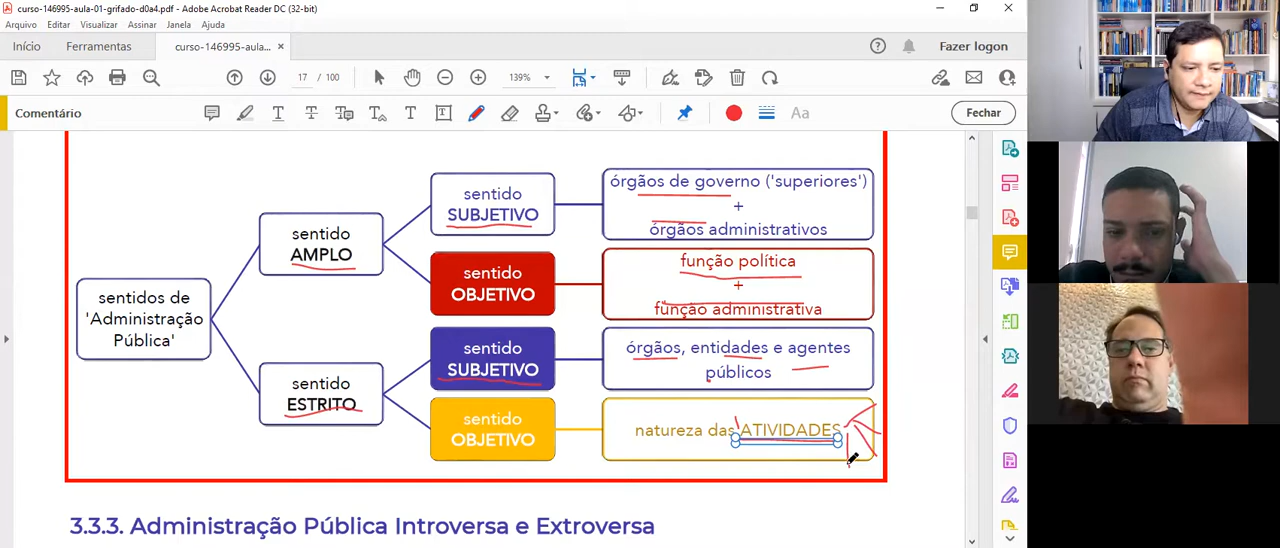 curso-146995-aula-01-grifado-d0a4.pdf - Adobe Acrobat Reader DC (32-bit)
Arquivo Editar Visualizar Assinar Janela Ajuda
Início Ferramentas curso-146995-aula... × Fazer logon
17 / 100 139%
Comentário Aa Fechar
sentidos de
'Administração
Pública'
sentido
AMPLO
sentido
SUBJETIVO
órgãos de governo ('superiores')
+
órgãos administrativos
sentido
OBJETIVO
função política
+
função administrativa
sentido
ESTRITO
sentido
SUBJETIVO
órgãos, entidades e agentes
públicos
sentido
OBJETIVO
natureza das ATIVIDADES
3.3.3. Administração Pública Introversa e Extroversa